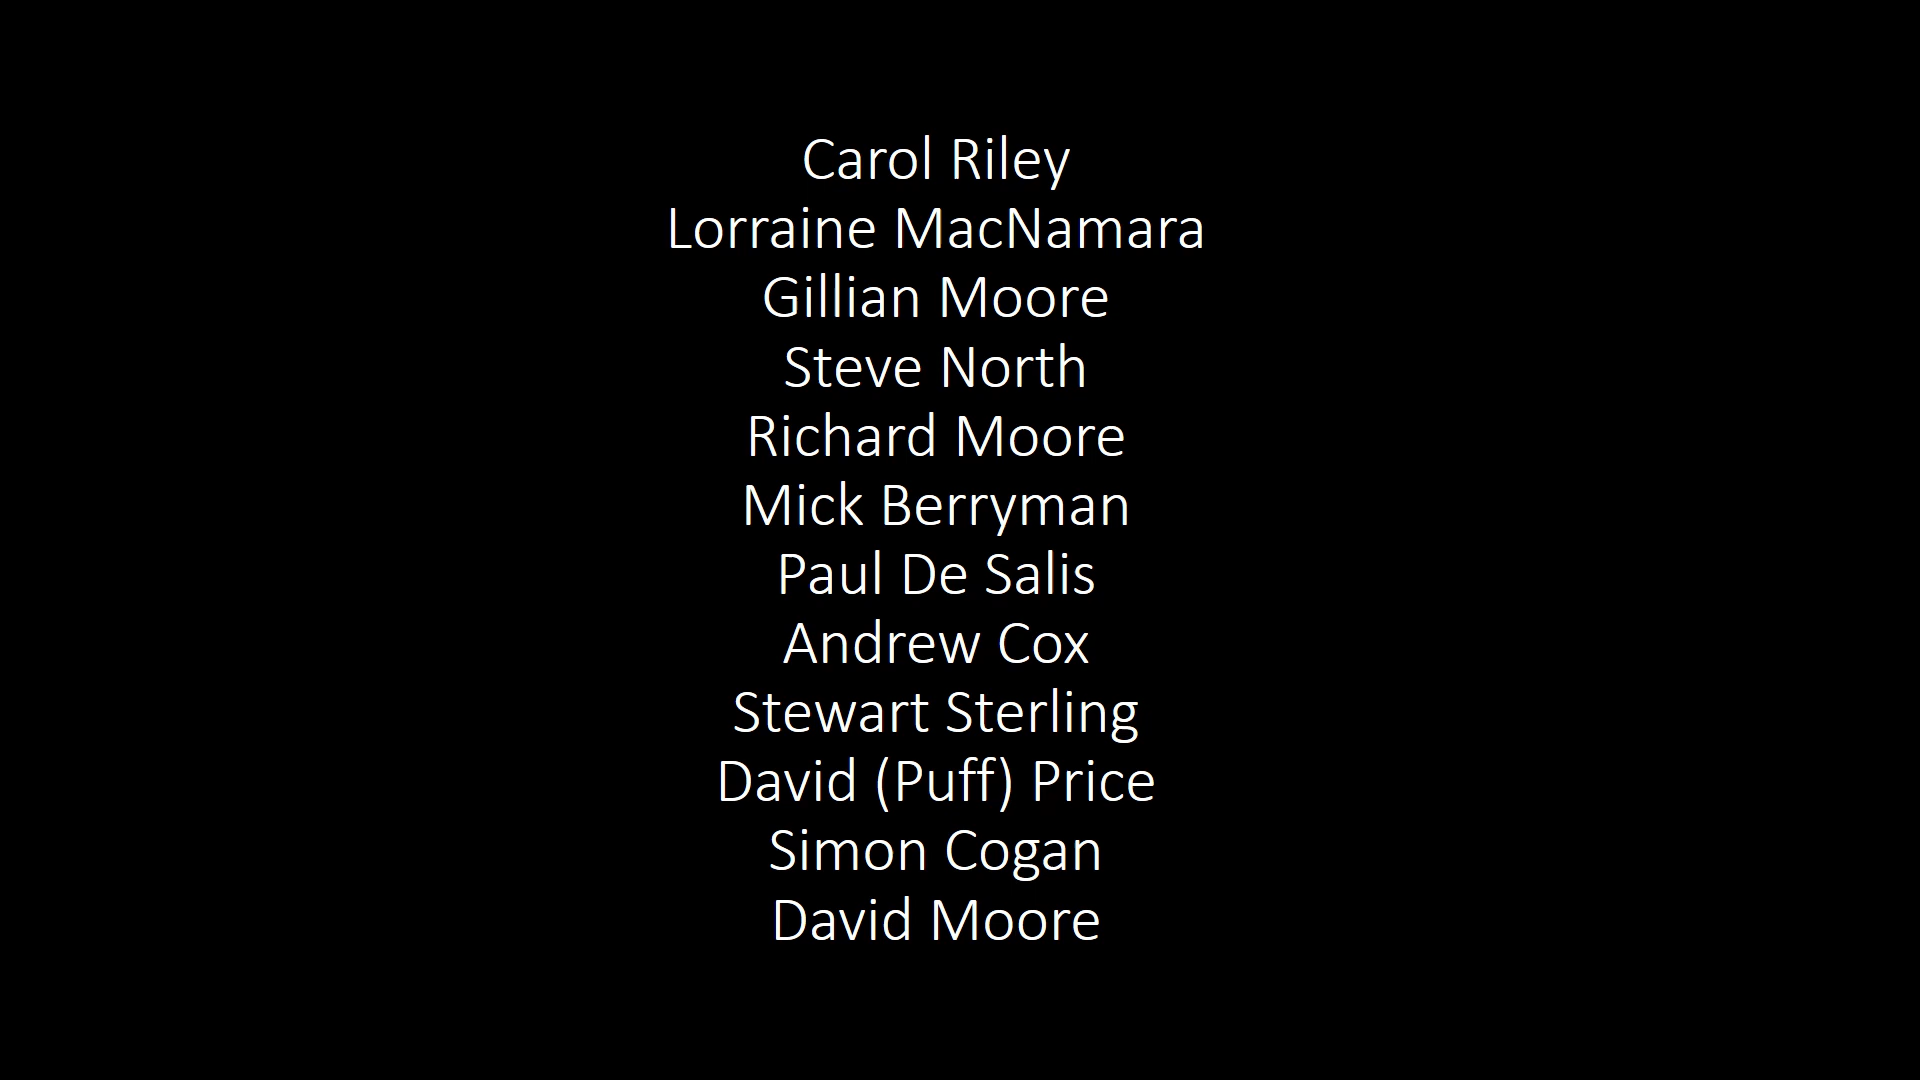 Carol Riley
Lorraine MacNamara
Gillian Moore
Steve North
Richard Moore
Mick Berryman
Paul De Salis
Andrew Cox
Stewart Sterling
David (Puff) Price
Simon Cogan
David Moore